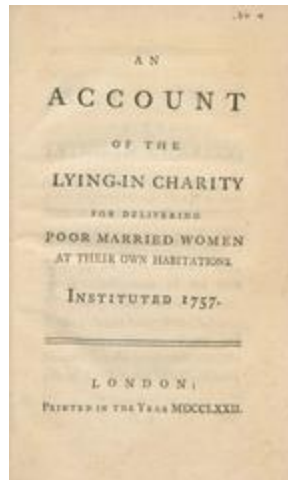 AN
ACCOUNT
OF THE
LYING-IN CHARITY
FOR DELIVERING
POOR MARRIED WOMEN
AT THEIR OWN HABITATIONS.
INSTITUTED 1757.
LONDON:
PRINTED IN THE YEAR MDCCLXXII.